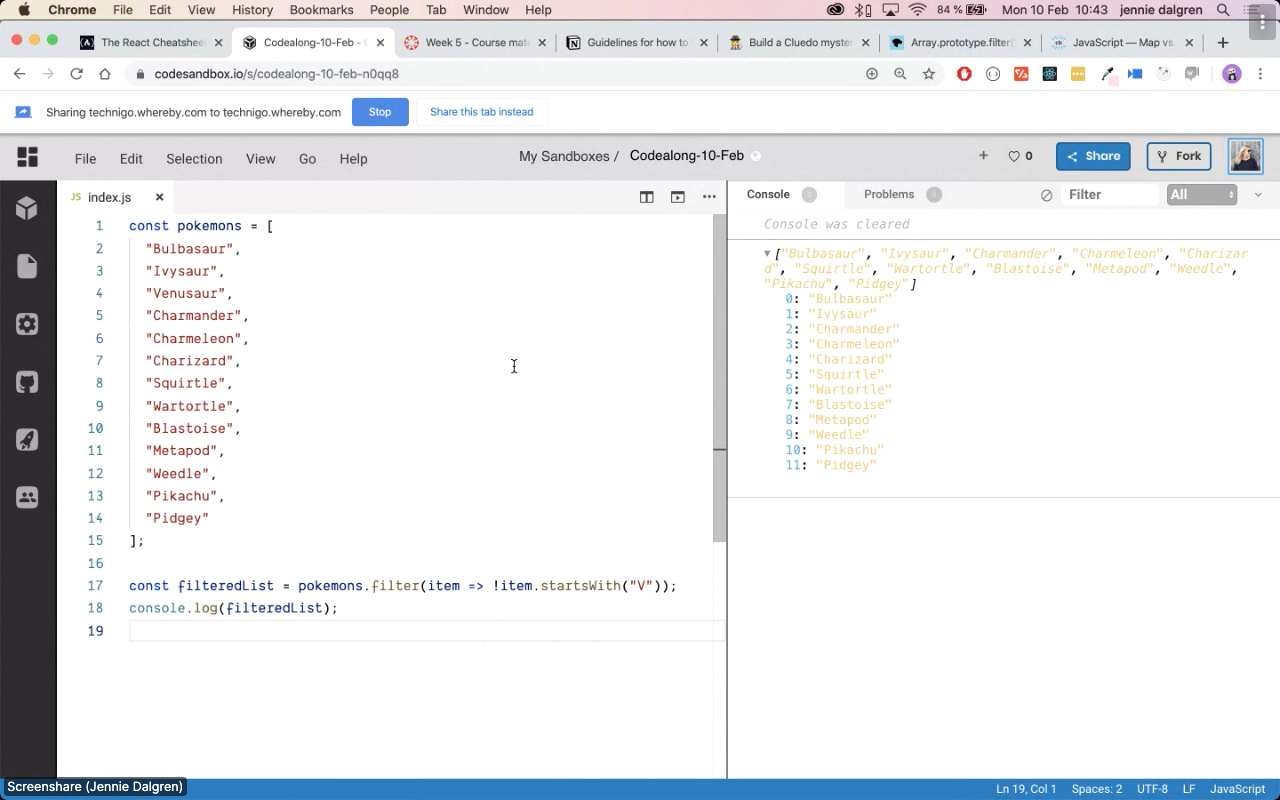 Chrome File Edit View History Bookmarks People Tab Window Help 84 % Mon 10 Feb 10:43 jennie dalgren
The React Cheatshee Codealong-10-Feb - Week 5 - Course mat Guidelines for how to Build a Cluedo myste Array.prototype.filter( JavaScript — Map vs.
codesandbox.io/s/codealong-10-feb-n0qq8
Sharing technigo.whereby.com to technigo.whereby.com Stop Share this tab instead
File Edit Selection View Go Help My Sandboxes / Codealong-10-Feb 0 Share Fork
JS index.js Console Problems Filter All
1 const pokemons = [
2 "Bulbasaur",
3 "Ivysaur",
4 "Venusaur",
5 "Charmander",
6 "Charmeleon",
7 "Charizard",
8 "Squirtle",
9 "Wartortle",
10 "Blastoise",
11 "Metapod",
12 "Weedle",
13 "Pikachu",
14 "Pidgey"
15 ];
16
17 const filteredList = pokemons.filter(item => !item.startsWith("V"));
18 console.log(filteredList);
19
Console was cleared
["Bulbasaur", "Ivysaur", "Charmander", "Charmeleon", "Charizar
d", "Squirtle", "Wartortle", "Blastoise", "Metapod", "Weedle",
"Pikachu", "Pidgey"]
0: "Bulbasaur"
1: "Ivysaur"
2: "Charmander"
3: "Charmeleon"
4: "Charizard"
5: "Squirtle"
6: "Wartortle"
7: "Blastoise"
8: "Metapod"
9: "Weedle"
10: "Pikachu"
11: "Pidgey"
Screenshare (Jennie Dalgren)
Ln 19, Col 1 Spaces: 2 UTF-8 LF JavaScript